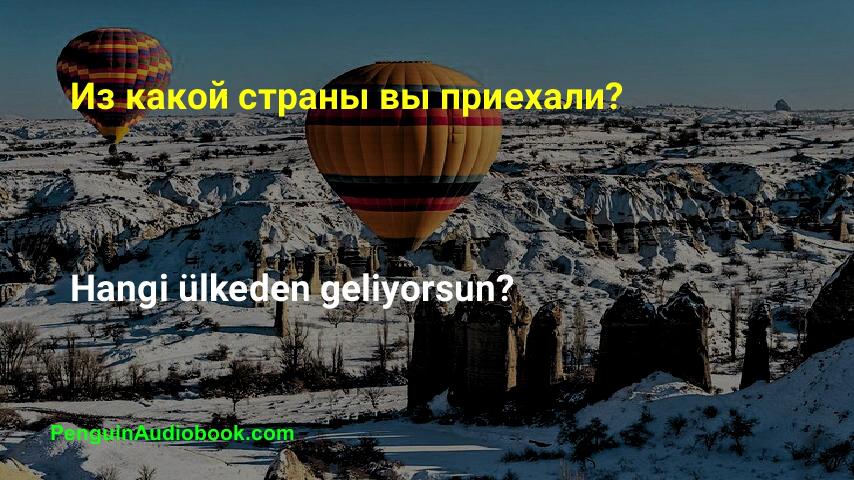 Из какой страны вы приехали?
Hangi ülkeden geliyorsun?
PenguinAudiobook.com